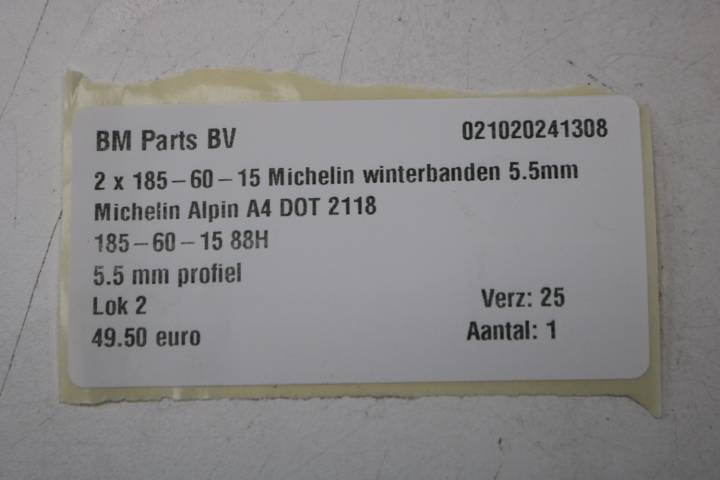 BM Parts BV 021020241308
2 x 185-60-15 Michelin winterbanden 5.5mm
Michelin Alpin A4 DOT 2118
185-60-15 88H
5.5 mm profiel
Lok 2 Verz: 25
49.50 euro Aantal: 1